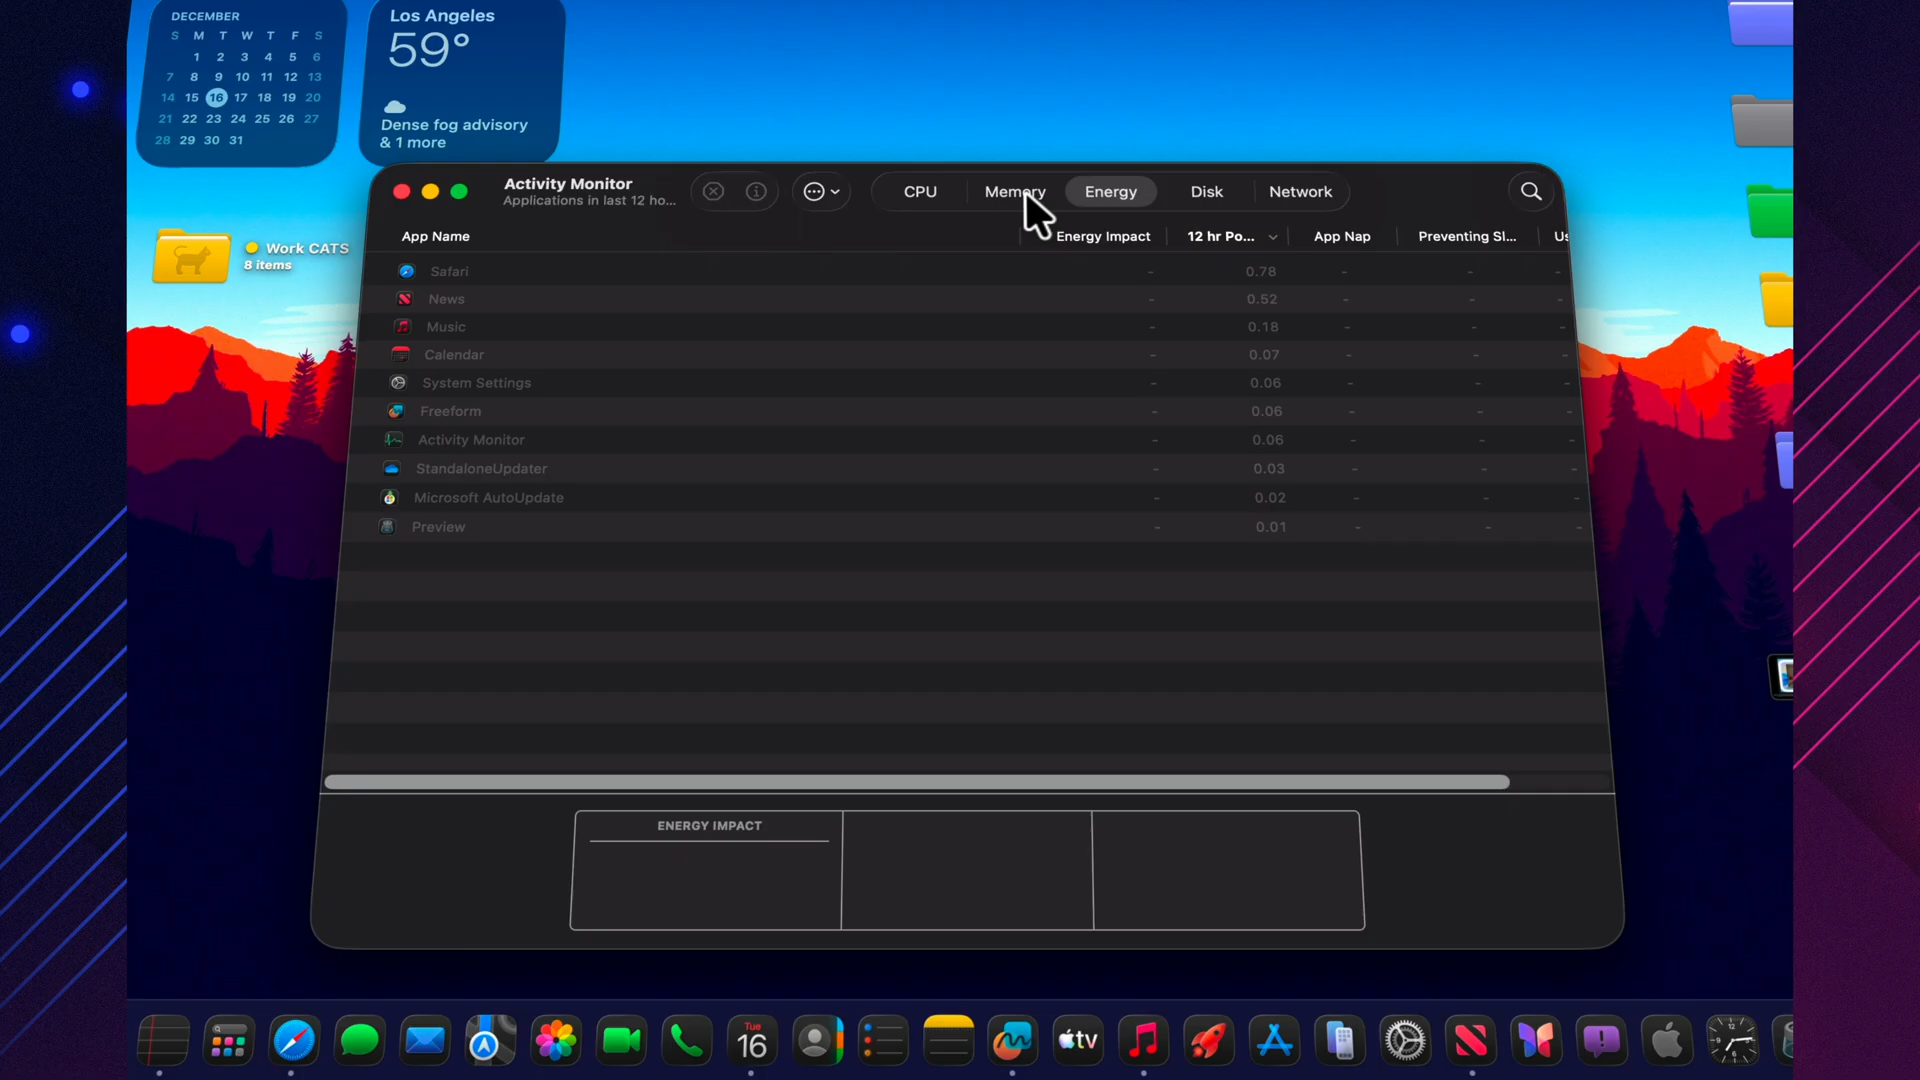 DECEMBER
S M T W T F S
1 2 3 4 5 6
7 8 9 10 11 12 13
14 15 16 17 18 19 20
21 22 23 24 25 26 27
28 29 30 31
Los Angeles
59°
Dense fog advisory
& 1 more
Work CATS
8 items
Activity Monitor
Applications in last 12 ho...
CPU Memory Energy Disk Network
App Name Energy Impact 12 hr Po... App Nap Preventing Sl... Us
Safari - 0.78 - - -
News - 0.52 - - -
Music - 0.18 - - -
Calendar - 0.07 - - -
System Settings - 0.06 - - -
Freeform - 0.06 - - -
Activity Monitor - 0.06 - - -
StandaloneUpdater - 0.03 - - -
Microsoft AutoUpdate - 0.02 - - -
Preview - 0.01 - - -
ENERGY IMPACT
Tue
16
tv